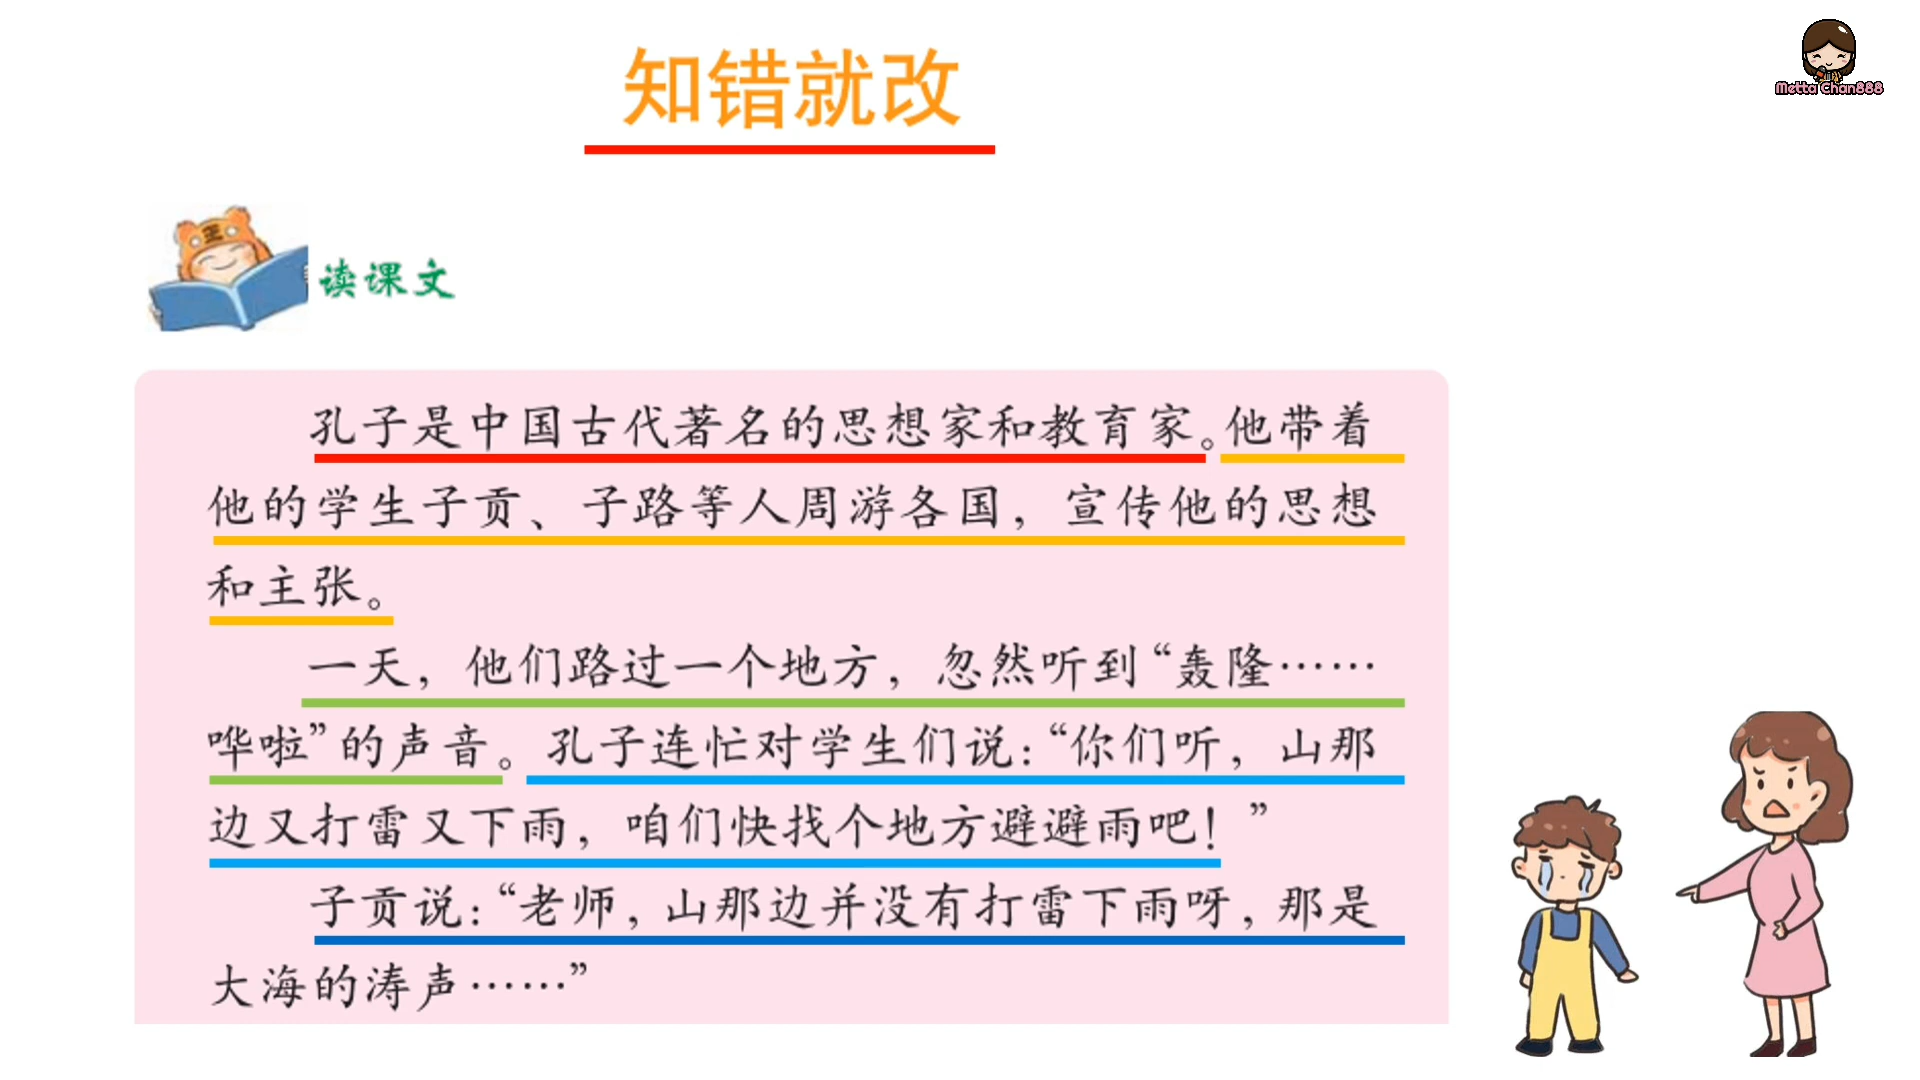 知错就改
Metta Chan888
读课文
孔子是中国古代著名的思想家和教育家。他带着
他的学生子贡、子路等人周游各国，宣传他的思想
和主张。
一天，他们路过一个地方，忽然听到“轰隆……
哗啦”的声音。孔子连忙对学生们说：“你们听，山那
边又打雷又下雨，咱们快找个地方避避雨吧！”
子贡说：“老师，山那边并没有打雷下雨呀，那是
大海的涛声……”